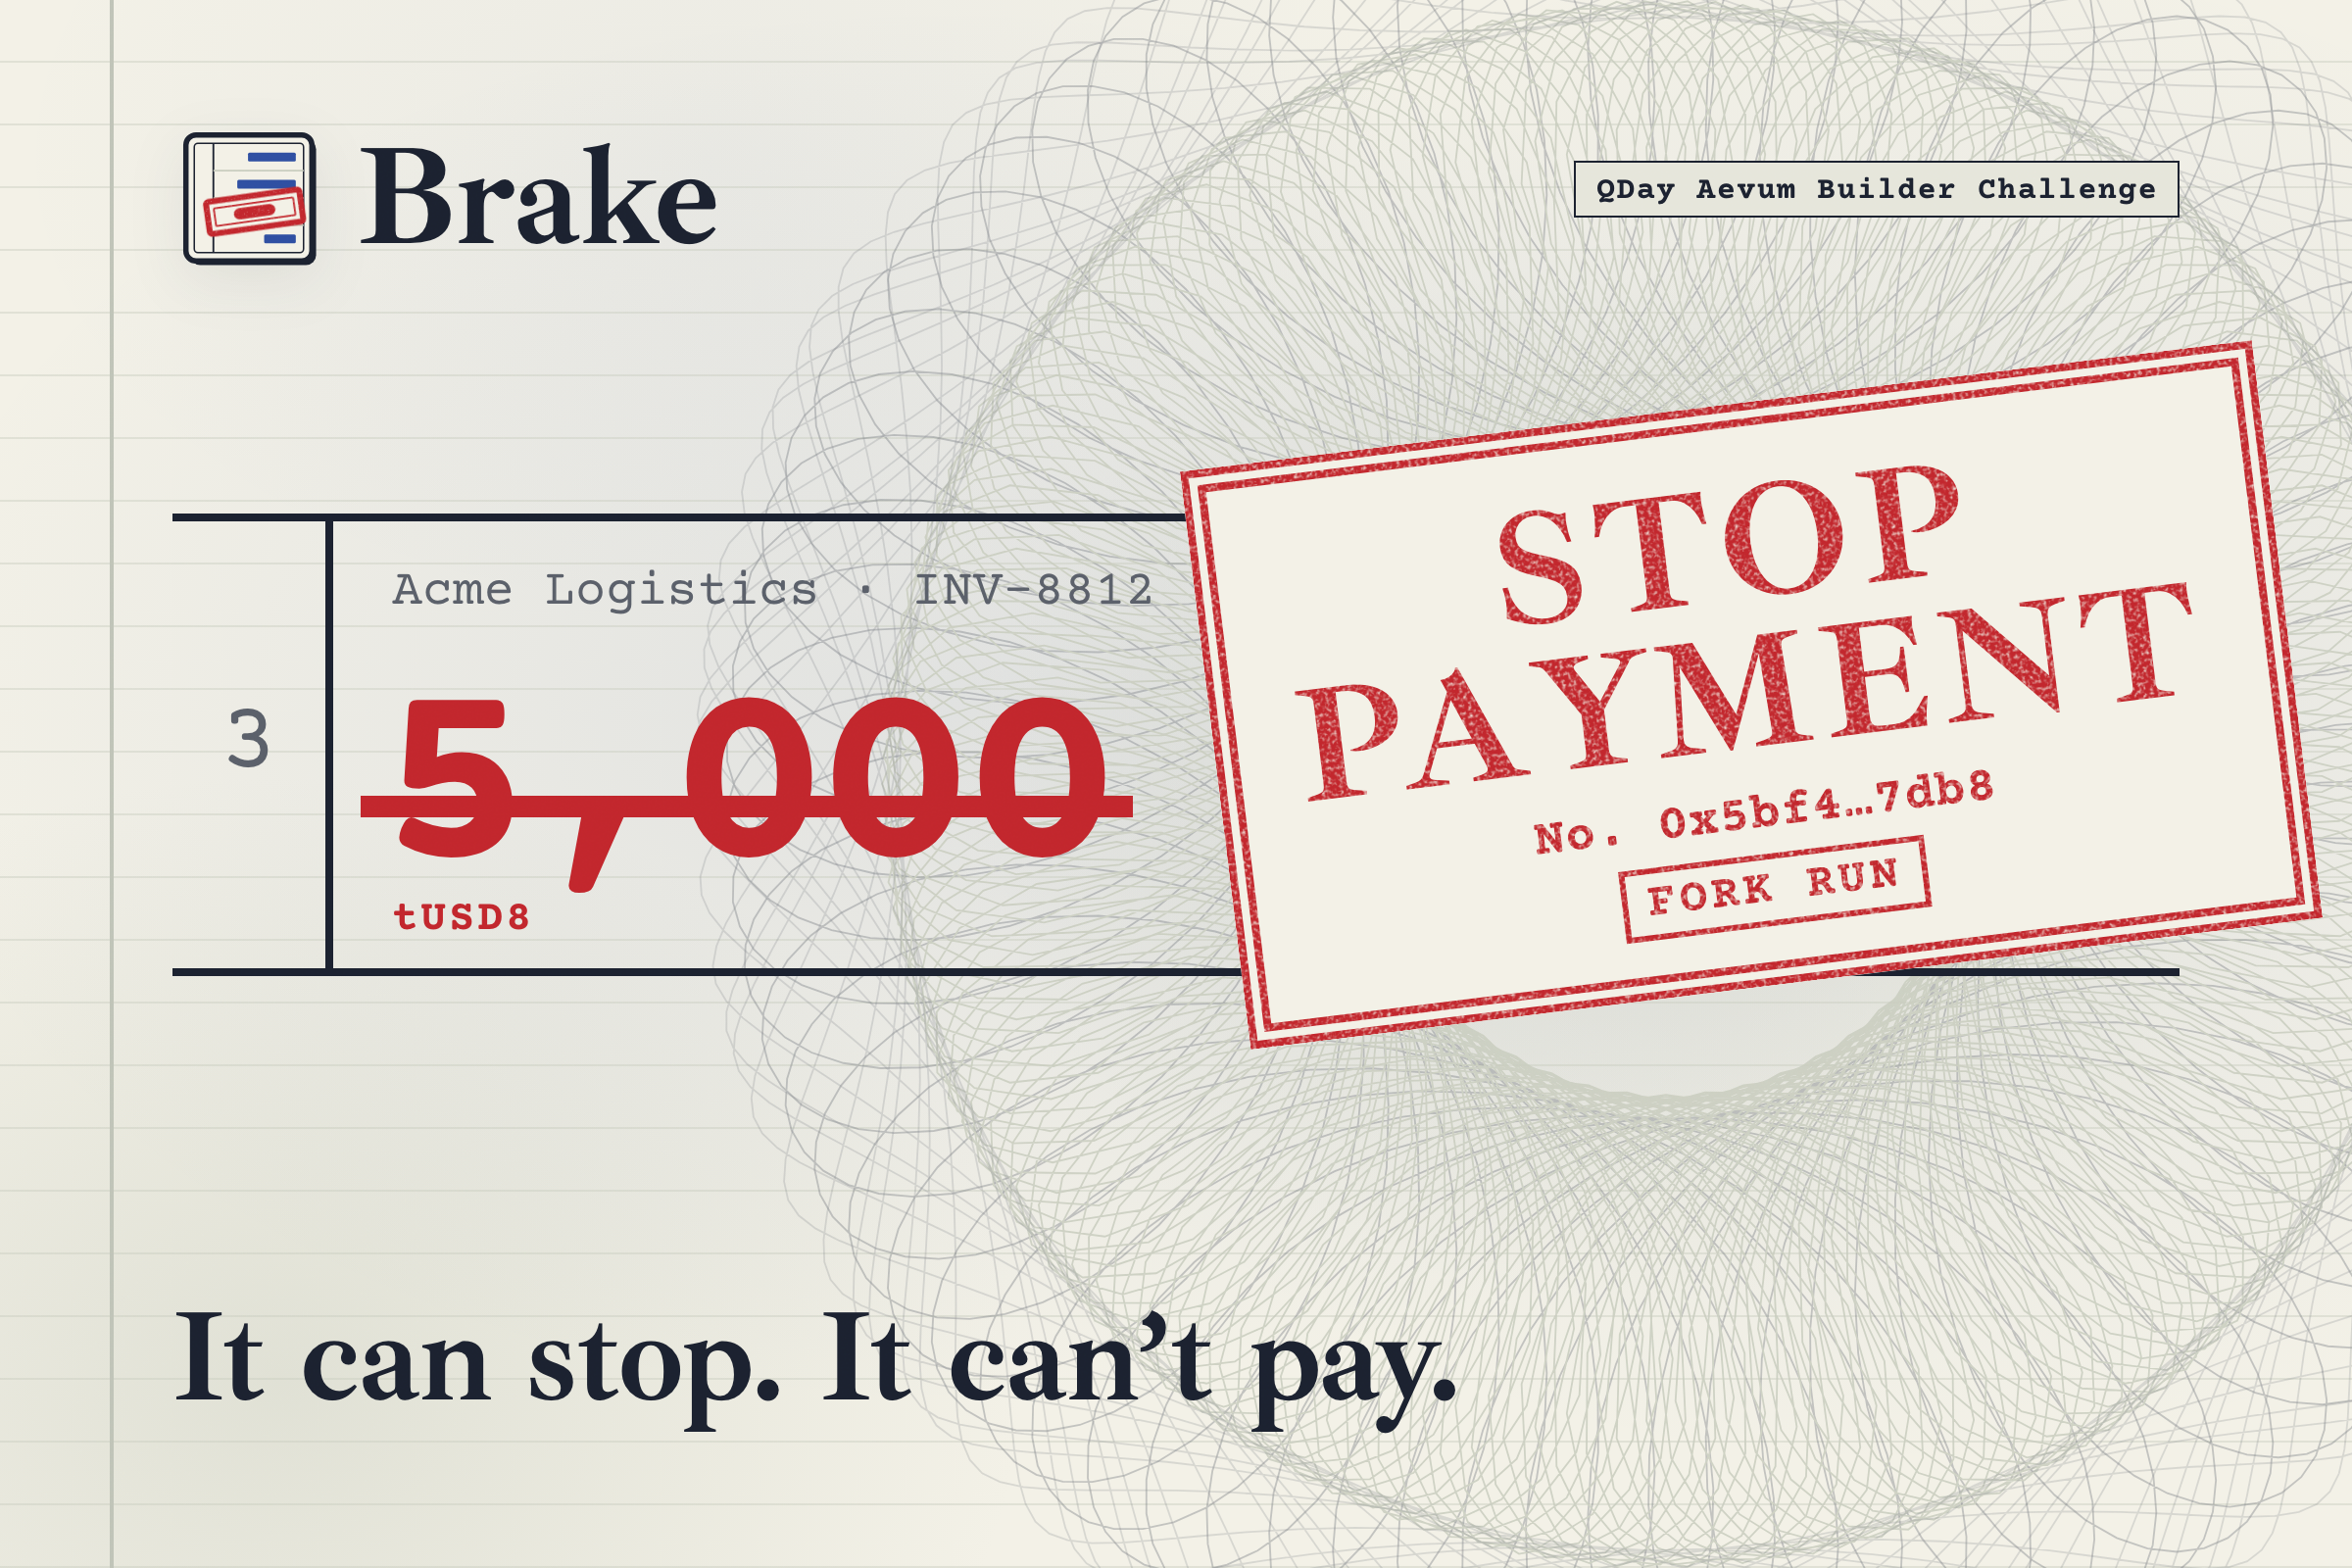 Brake
QDay Aevum Builder Challenge
Acme Logistics · INV-8812
3
5,000
tUSD8
STOP
PAYMENT
No. 0x5bf4…7db8
FORK RUN
It can stop. It can’t pay.